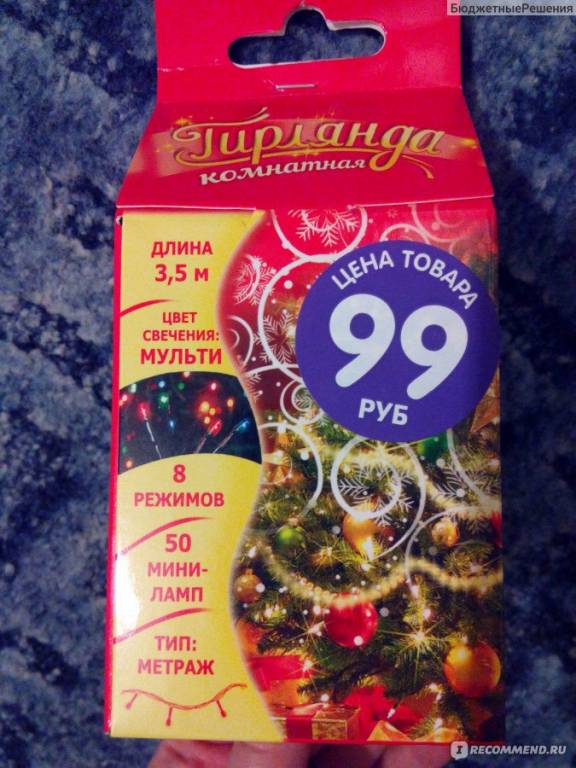 БюджетныеРешения
Гирлянда
комнатная
ДЛИНА
3,5 м
ЦВЕТ
СВЕЧЕНИЯ:
МУЛЬТИ
8
РЕЖИМОВ
50
МИНИ-
ЛАМП
ТИП:
МЕТРАЖ
ЦЕНА ТОВАРА
99
РУБ
IRECOMMEND.RU